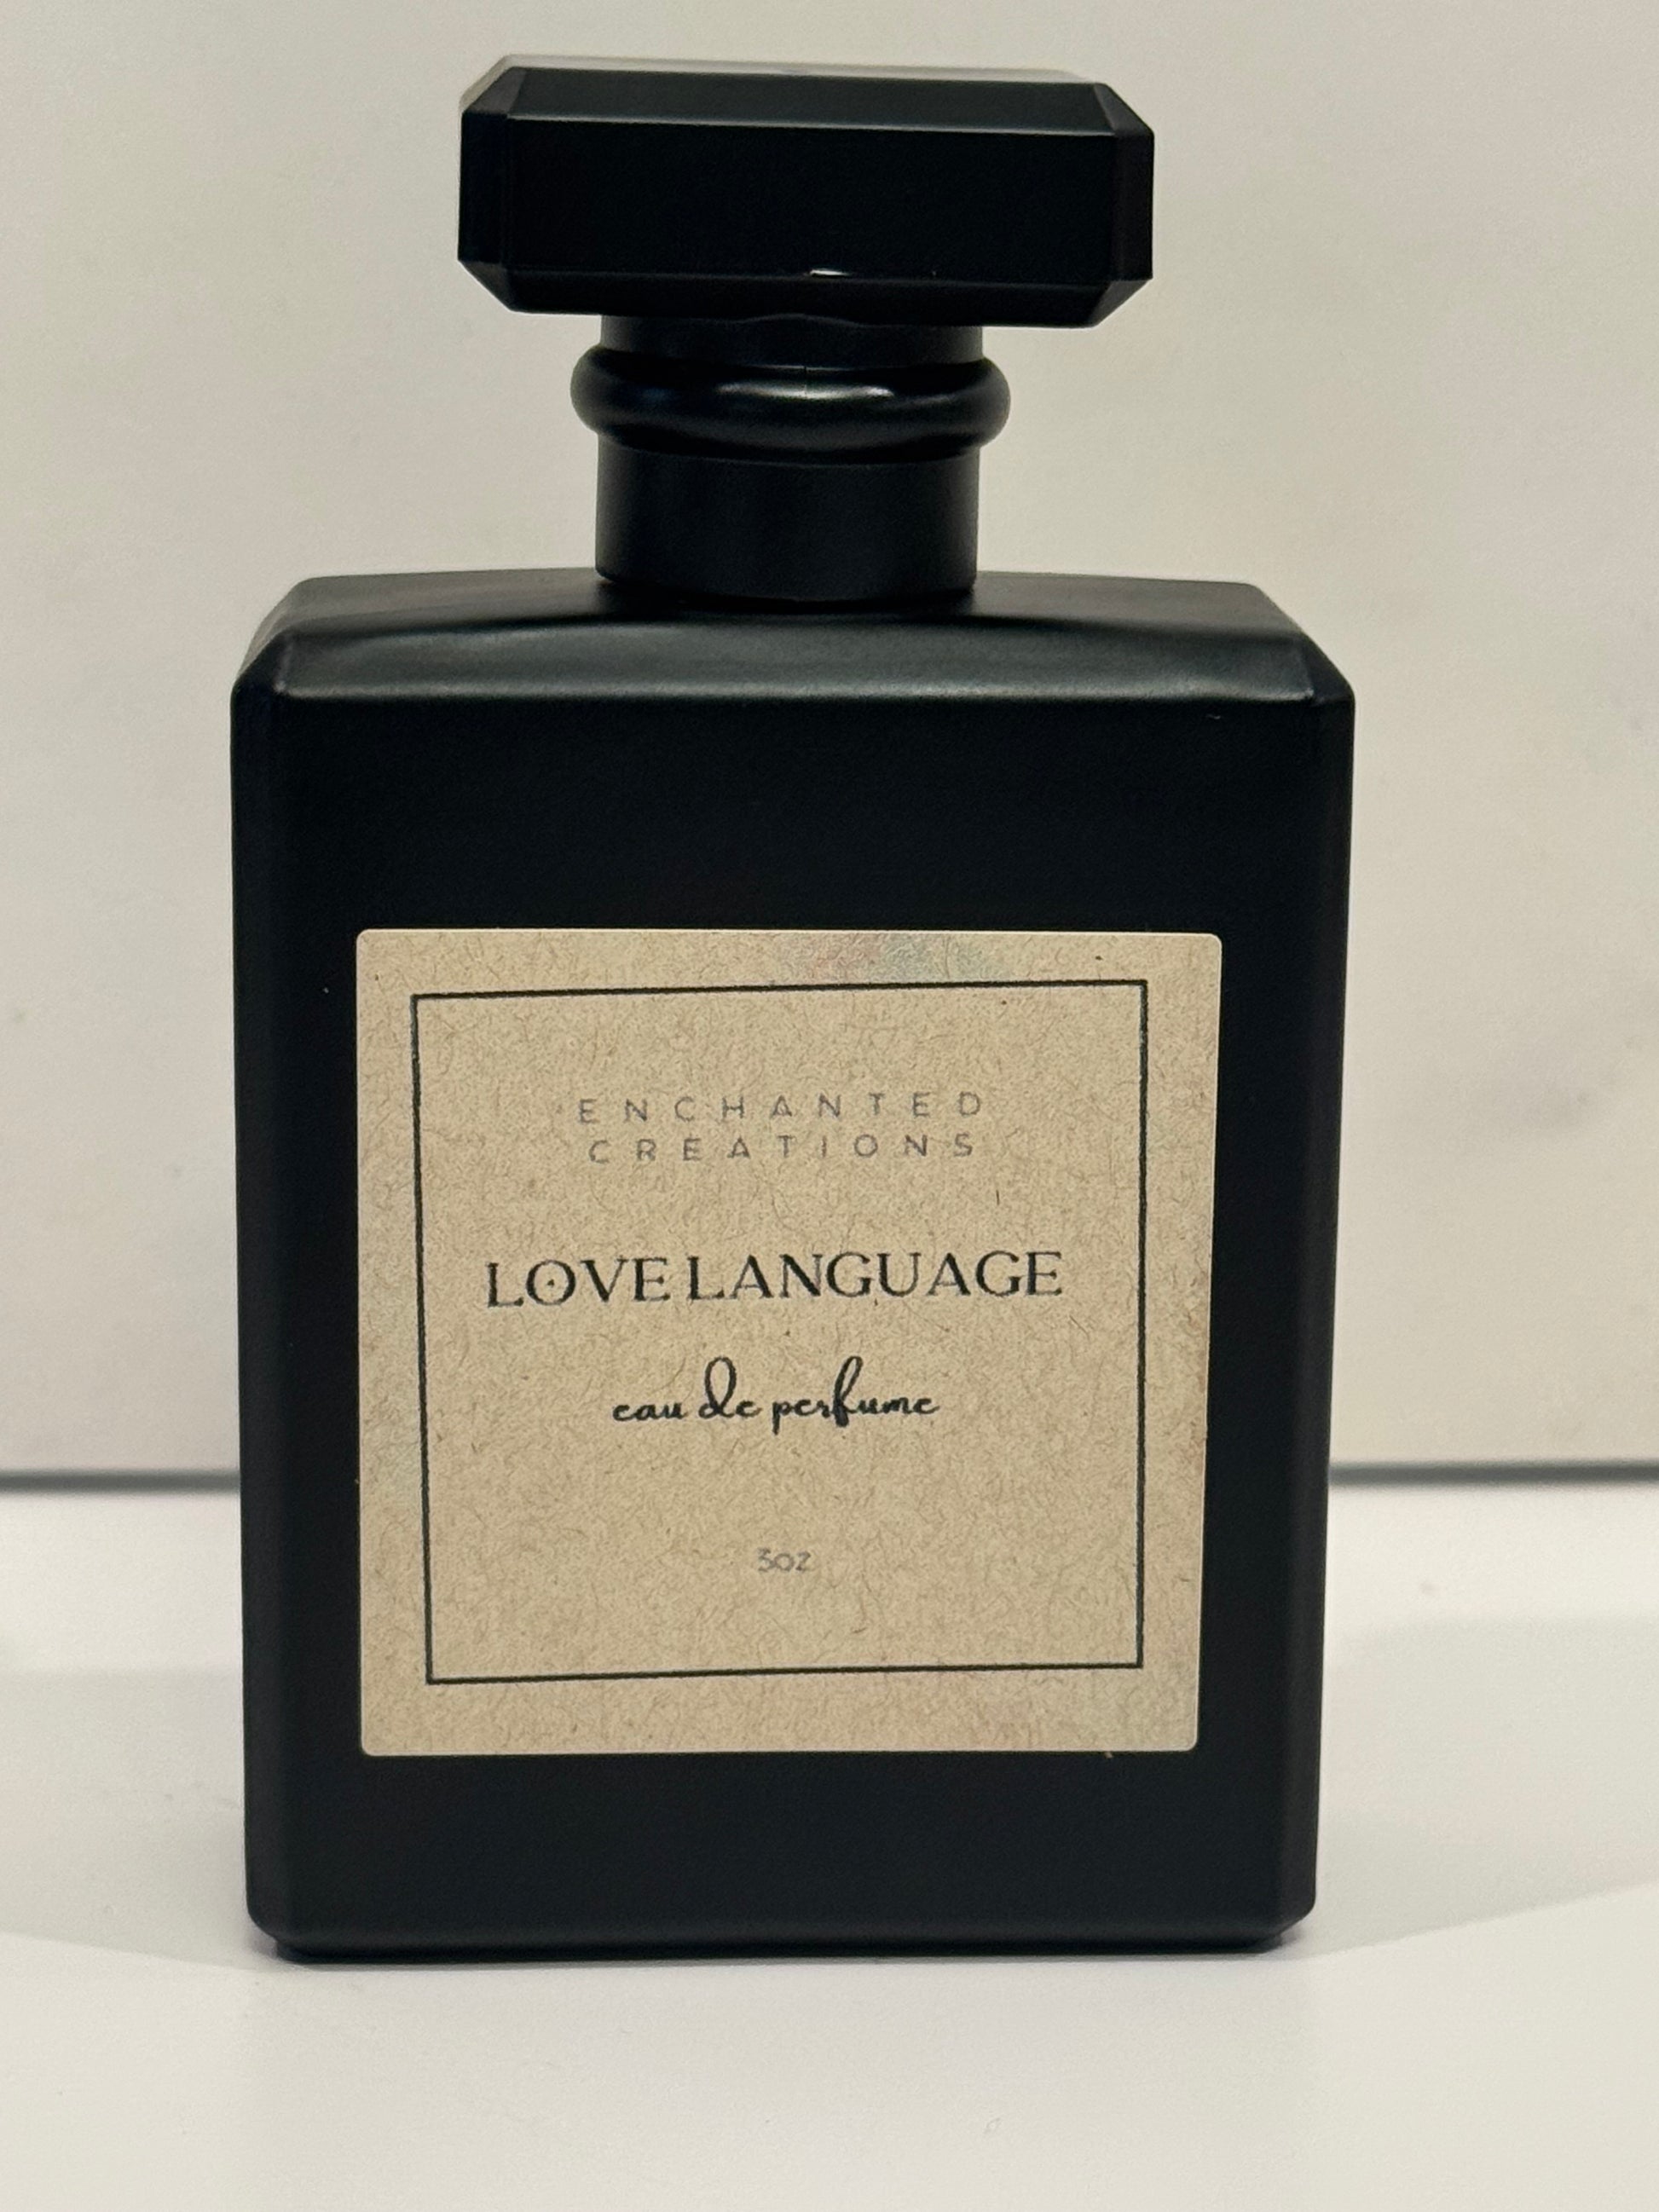 ENCHANTED
CREATIONS
LOVE LANGUAGE
eau de perfume
3oz